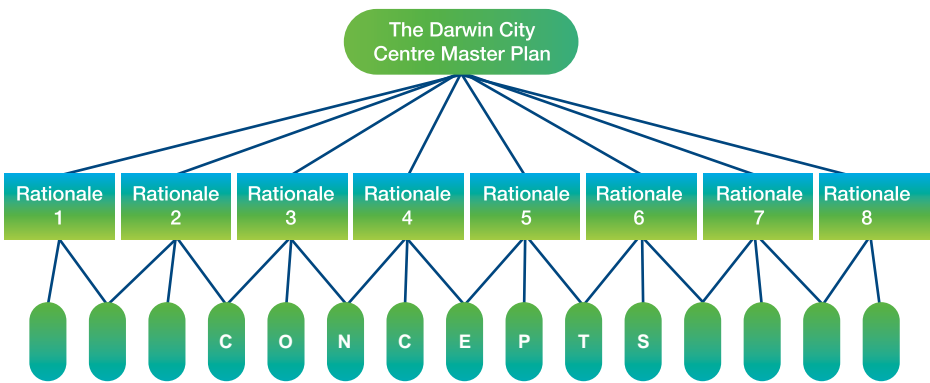 The Darwin City
Centre Master Plan
Rationale
1
Rationale
2
Rationale
3
Rationale
4
Rationale
5
Rationale
6
Rationale
7
Rationale
8
C O N C E P T S